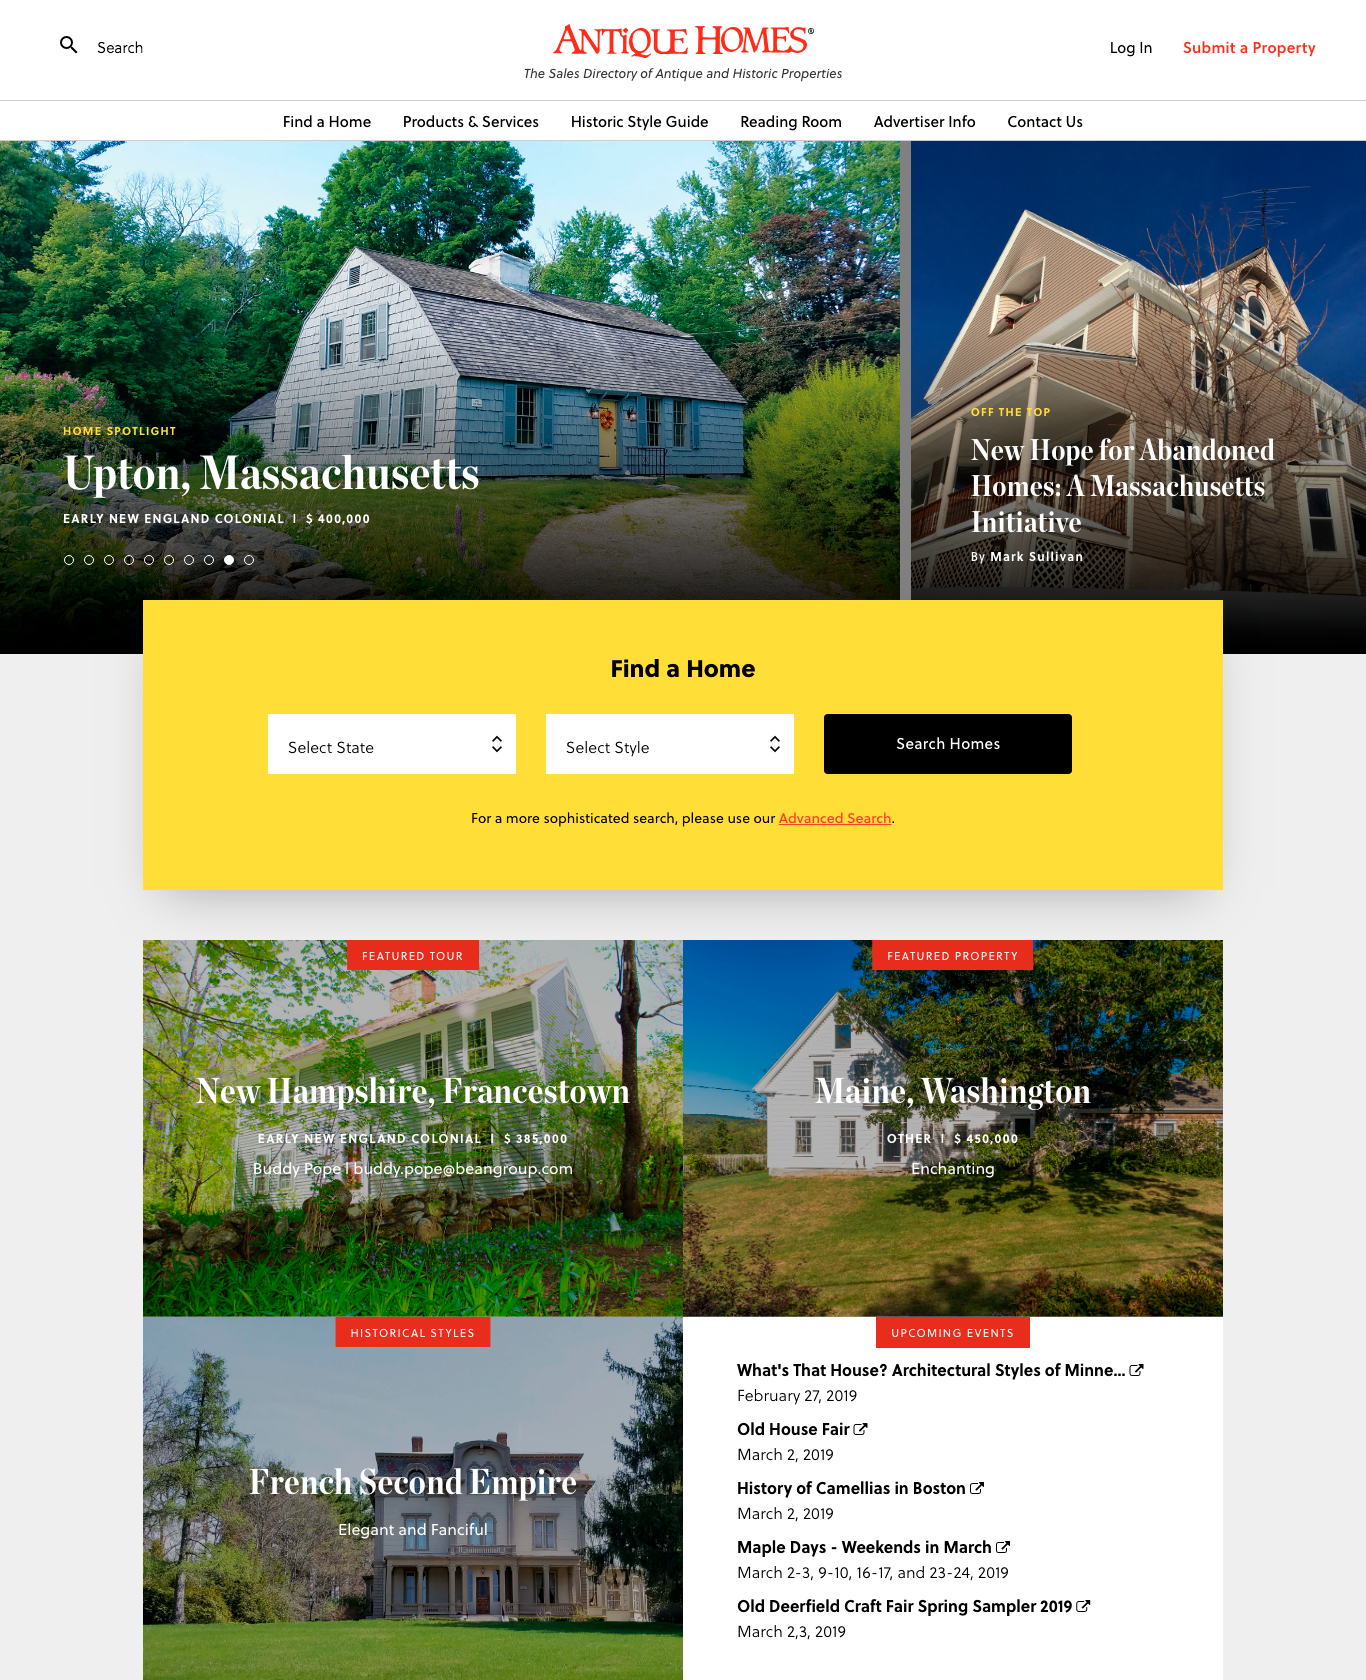 Search
ANTIQUE HOMES®
The Sales Directory of Antique and Historic Properties
Log In
Submit a Property
Find a Home
Products & Services
Historic Style Guide
Reading Room
Advertiser Info
Contact Us
HOME SPOTLIGHT
Upton, Massachusetts
EARLY NEW ENGLAND COLONIAL | $ 400,000
OFF THE TOP
New Hope for Abandoned
Homes: A Massachusetts
Initiative
By Mark Sullivan
Find a Home
Select State
Select Style
Search Homes
For a more sophisticated search, please use our Advanced Search.
FEATURED TOUR
New Hampshire, Francestown
EARLY NEW ENGLAND COLONIAL | $ 385,000
Buddy Pope | buddy.pope@beangroup.com
FEATURED PROPERTY
Maine, Washington
OTHER | $ 450,000
Enchanting
HISTORICAL STYLES
French Second Empire
Elegant and Fanciful
UPCOMING EVENTS
What's That House? Architectural Styles of Minne...
February 27, 2019
Old House Fair
March 2, 2019
History of Camellias in Boston
March 2, 2019
Maple Days - Weekends in March
March 2-3, 9-10, 16-17, and 23-24, 2019
Old Deerfield Craft Fair Spring Sampler 2019
March 2,3, 2019